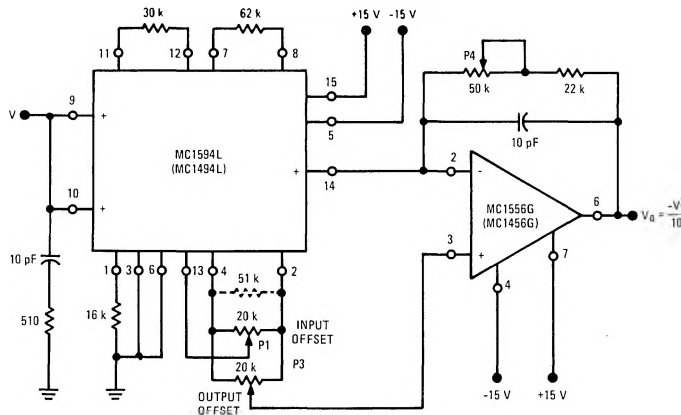 30 k
62 k
+15 V
-15 V
11
12
7
8
P4
50 k
22 k
15
5
V
9
+
10 pF
MC1594L
(MC1494L)
+
14
2
-
10
+
MC1556G
(MC1456G)
6
3
+
7
4
10 pF
1
3
6
13
4
2
51 k
510
16 k
20 k
INPUT
OFFSET
P1
20 k
P3
OUTPUT
OFFSET
-15 V
+15 V